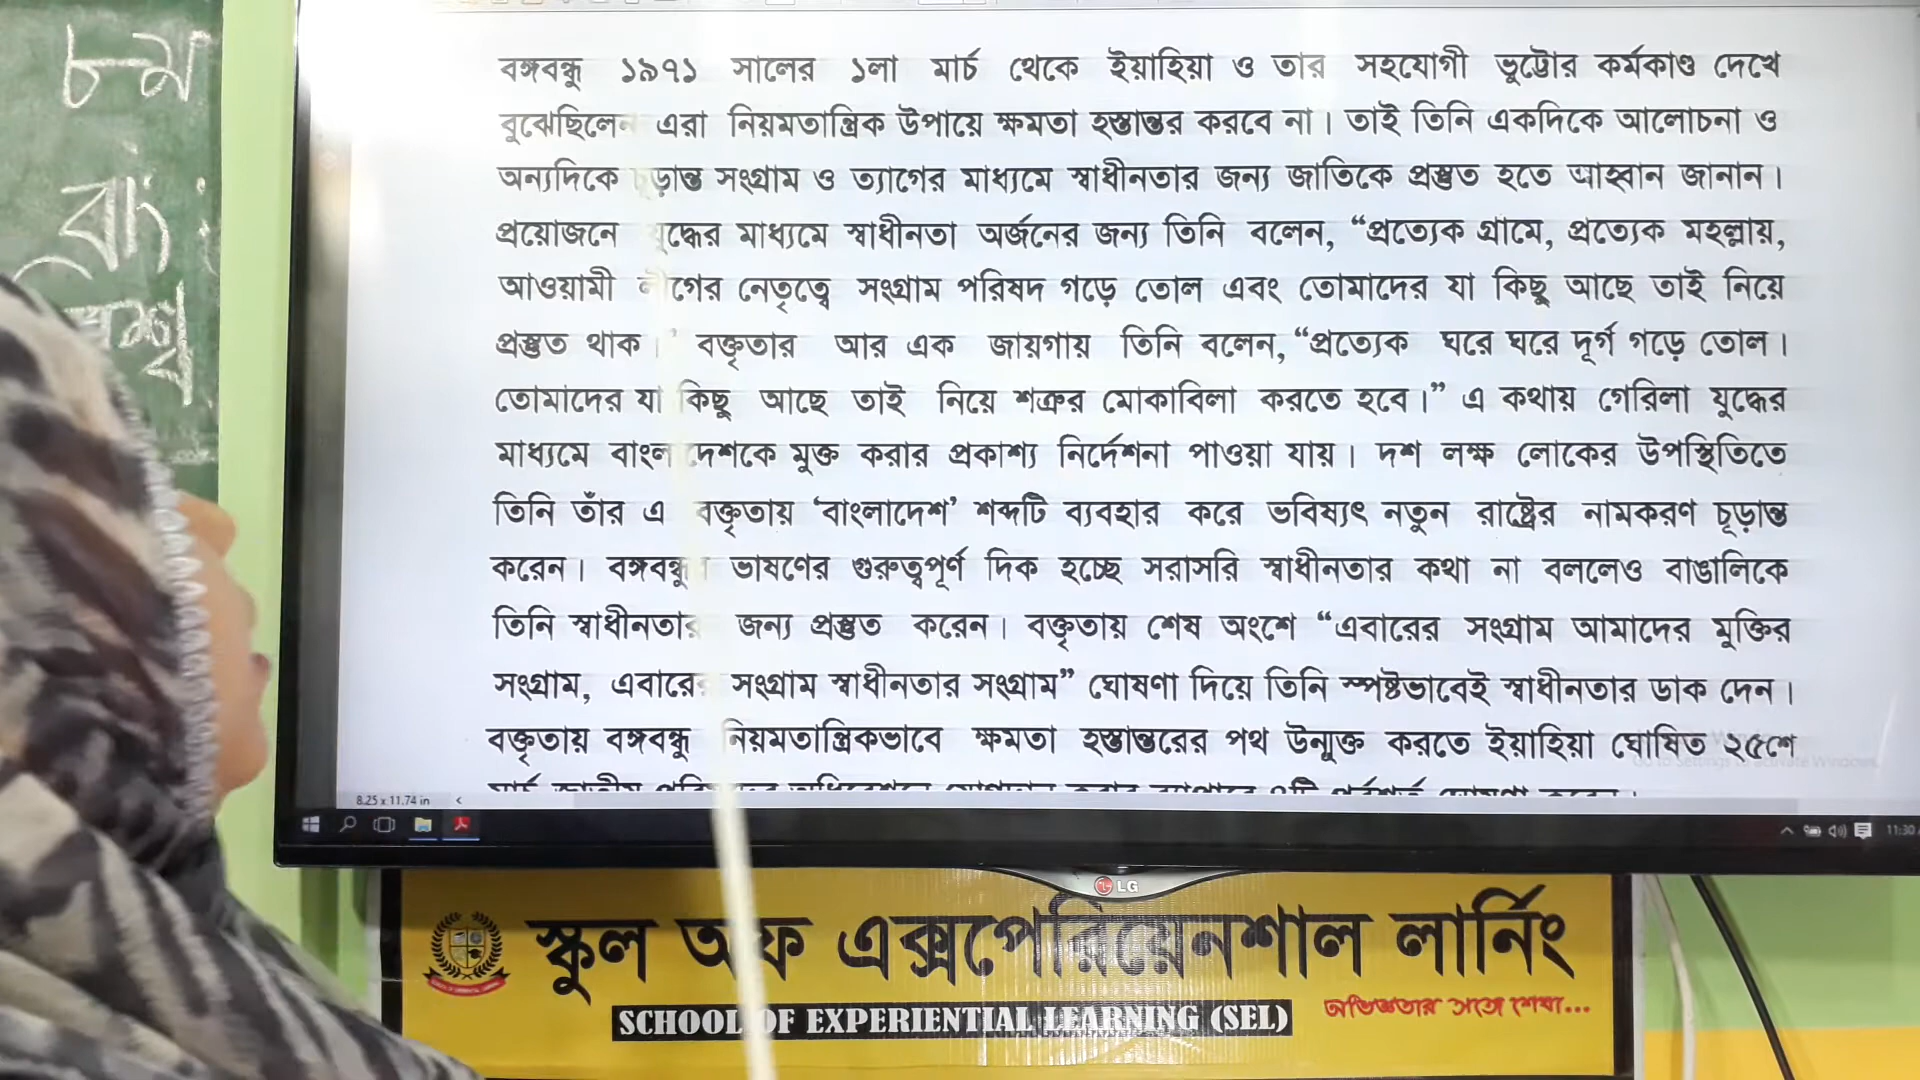 চ-ম
বঙ্গবন্ধু ১৯৭১ সালের ১লা মার্চ থেকে ইয়াহিয়া ও তার সহযোগী ভুট্টোর কর্মকাণ্ড দেখে
বুঝেছিলেন এরা নিয়মতান্ত্রিক উপায়ে ক্ষমতা হস্তান্তর করবে না। তাই তিনি একদিকে আলোচনা ও
অন্যদিকে চূড়ান্ত সংগ্রাম ও ত্যাগের মাধ্যমে স্বাধীনতার জন্য জাতিকে প্রস্তুত হতে আহ্বান জানান।
প্রয়োজনে যুদ্ধের মাধ্যমে স্বাধীনতা অর্জনের জন্য তিনি বলেন, “প্রত্যেক গ্রামে, প্রত্যেক মহল্লায়,
আওয়ামী লীগের নেতৃত্বে সংগ্রাম পরিষদ গড়ে তোল এবং তোমাদের যা কিছু আছে তাই নিয়ে
প্রস্তুত থাক।” বক্তৃতার আর এক জায়গায় তিনি বলেন, “প্রত্যেক ঘরে ঘরে দূর্গ গড়ে তোল।
তোমাদের যা কিছু আছে তাই নিয়ে শত্রুর মোকাবিলা করতে হবে।” এ কথায় গেরিলা যুদ্ধের
মাধ্যমে বাংলাদেশকে মুক্ত করার প্রকাশ্য নির্দেশনা পাওয়া যায়। দশ লক্ষ লোকের উপস্থিতিতে
তিনি তাঁর এ বক্তৃতায় ‘বাংলাদেশ’ শব্দটি ব্যবহার করে ভবিষ্যৎ নতুন রাষ্ট্রের নামকরণ চূড়ান্ত
করেন। বঙ্গবন্ধুর ভাষণের গুরুত্বপূর্ণ দিক হচ্ছে সরাসরি স্বাধীনতার কথা না বললেও বাঙালিকে
তিনি স্বাধীনতার জন্য প্রস্তুত করেন। বক্তৃতায় শেষ অংশে “এবারের সংগ্রাম আমাদের মুক্তির
সংগ্রাম, এবারের সংগ্রাম স্বাধীনতার সংগ্রাম” ঘোষণা দিয়ে তিনি স্পষ্টভাবেই স্বাধীনতার ডাক দেন।
বক্তৃতায় বঙ্গবন্ধু নিয়মতান্ত্রিকভাবে ক্ষমতা হস্তান্তরের পথ উন্মুক্ত করতে ইয়াহিয়া ঘোষিত ২৫শে
8.25 x 11.74 in
11:30
LG
স্কুল অফ এক্সপেরিয়েনশাল লার্নিং
SCHOOL OF EXPERIENTIAL LEARNING (SEL)
অভিজ্ঞতার সাথে শেখা...